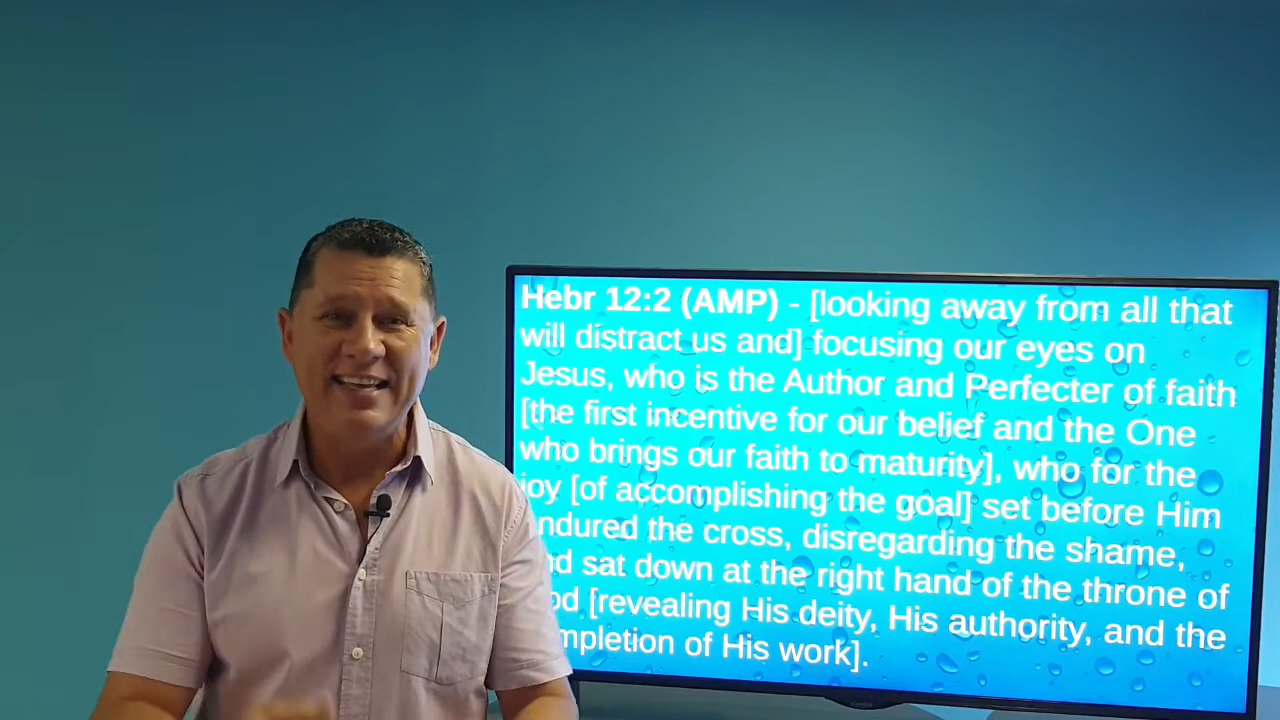 Hebr 12:2 (AMP) - [looking away from all that
will distract us and] focusing our eyes on
Jesus, who is the Author and Perfecter of faith
[the first incentive for our belief and the One
who brings our faith to maturity], who for the
joy [of accomplishing the goal] set before Him
ndured the cross, disregarding the shame,
nd sat down at the right hand of the throne of
od [revealing His deity, His authority, and the
mpletion of His work].